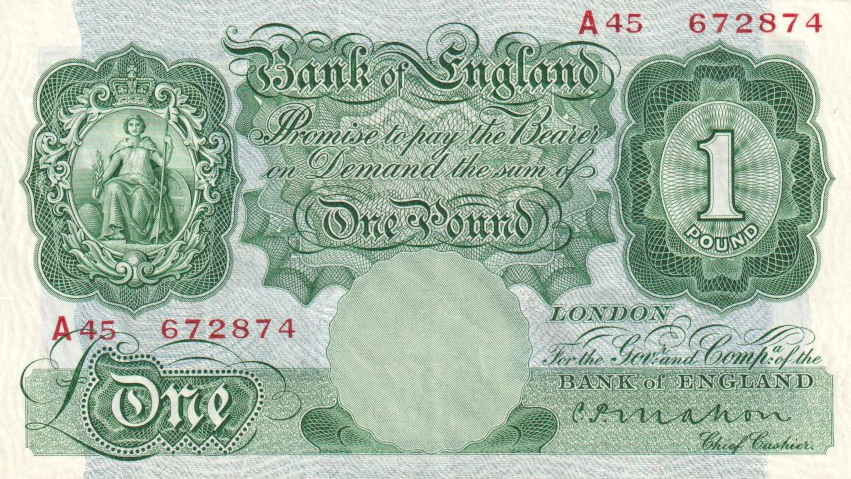 A45 672874
Bank of England
Promise to pay the Bearer
on Demand the sum of
One Pound
1
POUND
A45 672874
LONDON
For the Govr. and Compa. of the
BANK of ENGLAND
£One
C.P. Mahon
Chief Cashier.